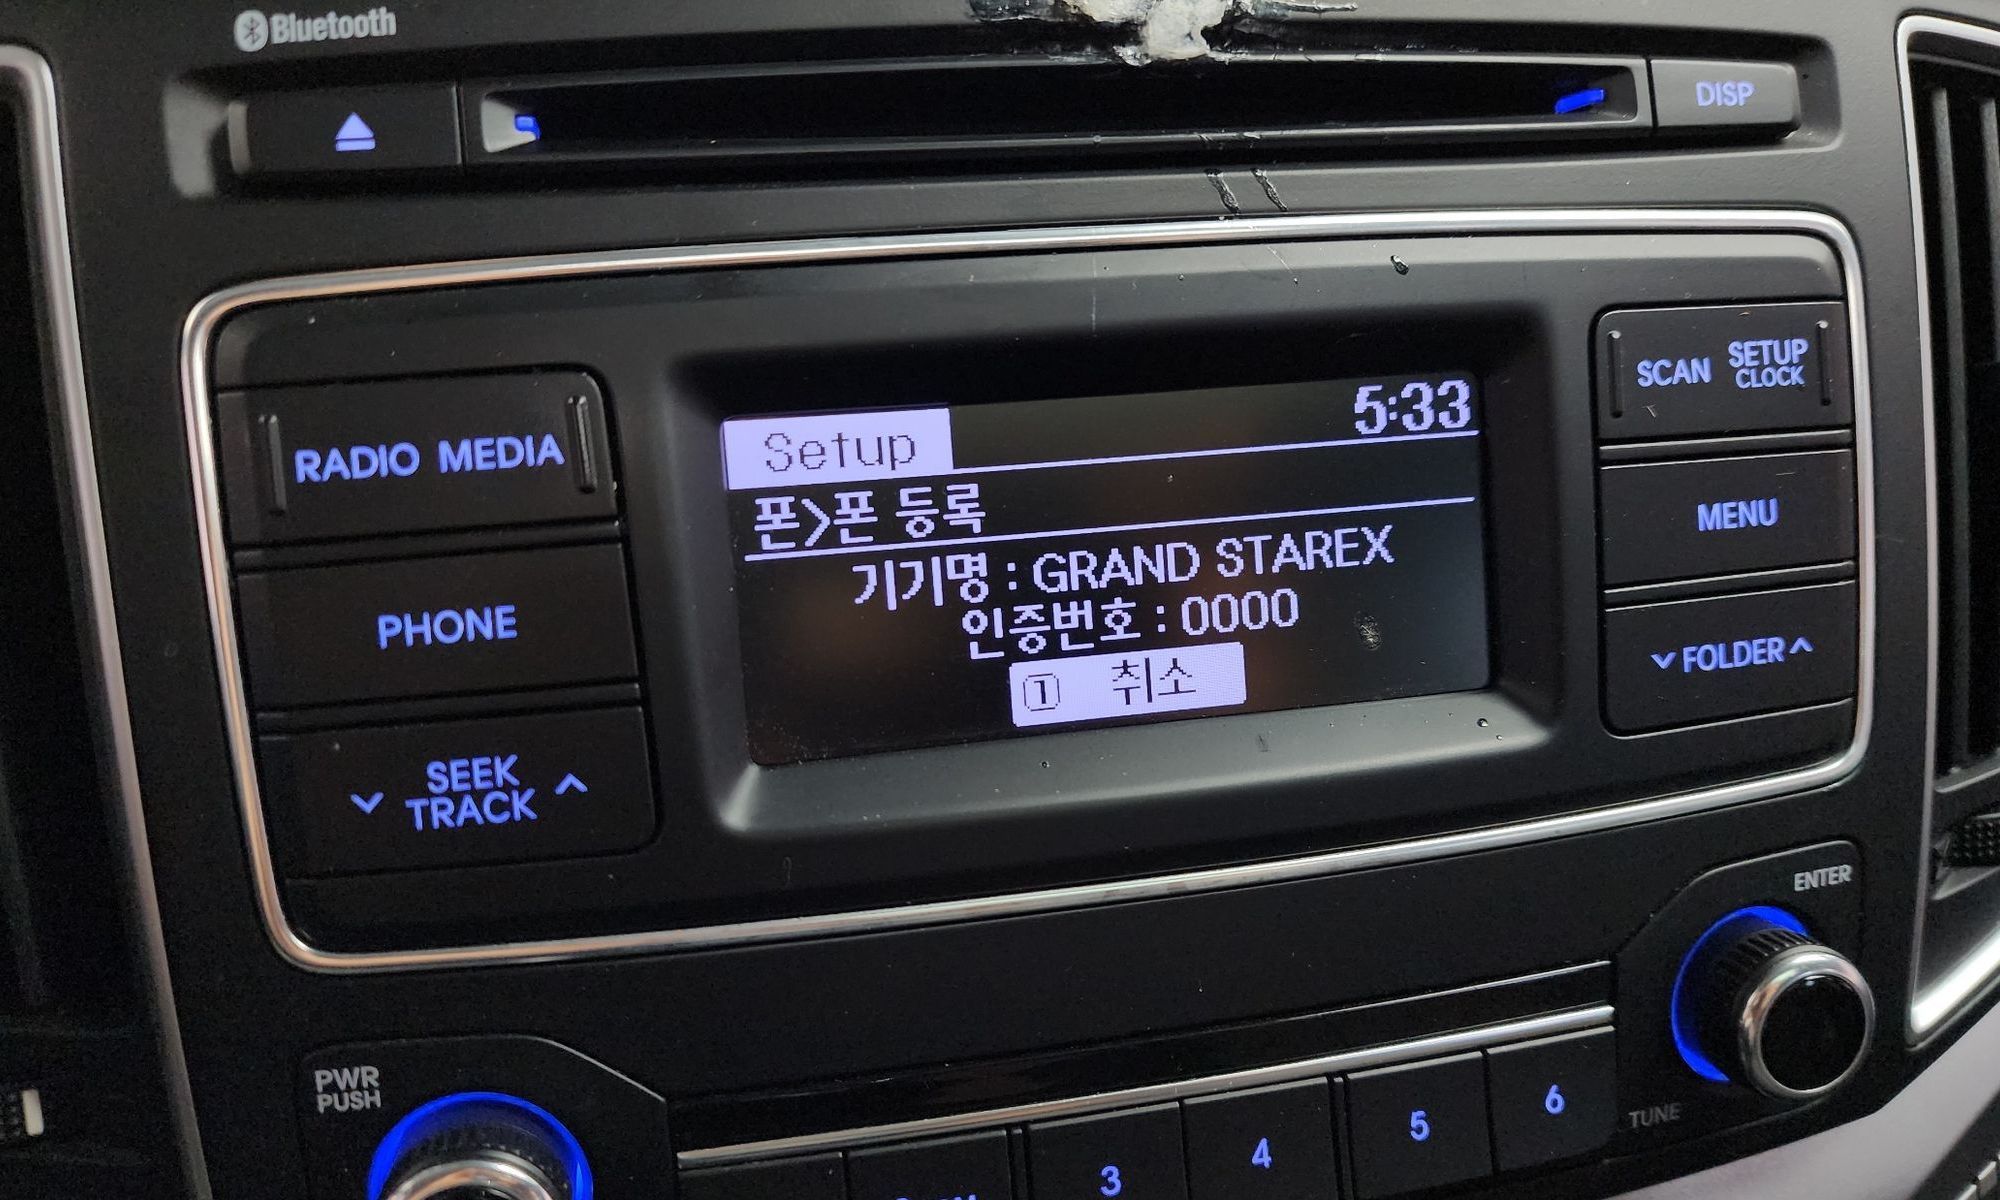 Bluetooth
DISP
RADIO MEDIA
PHONE
SEEK
TRACK
Setup
5:33
폰>폰 등록
기기명 : GRAND STAREX
인증번호 : 0000
① 취소
SCAN
SETUP
CLOCK
MENU
FOLDER
ENTER
TUNE
PWR
PUSH
3
4
5
6